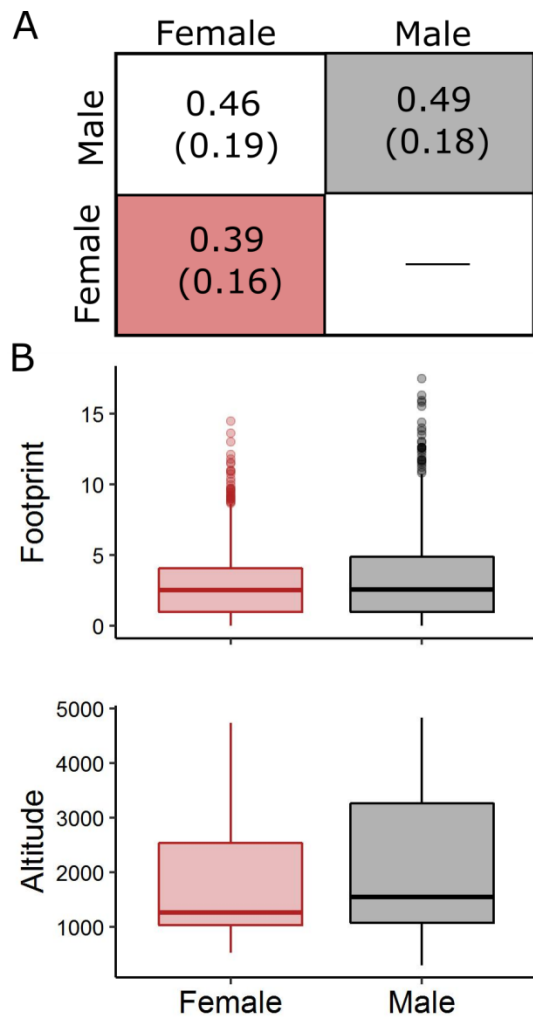 A
Female Male
Male
0.46 0.49
(0.19) (0.18)
Female
0.39 —
(0.16)
B
Footprint
15
10
5
0
Altitude
5000
4000
3000
2000
1000
Female Male